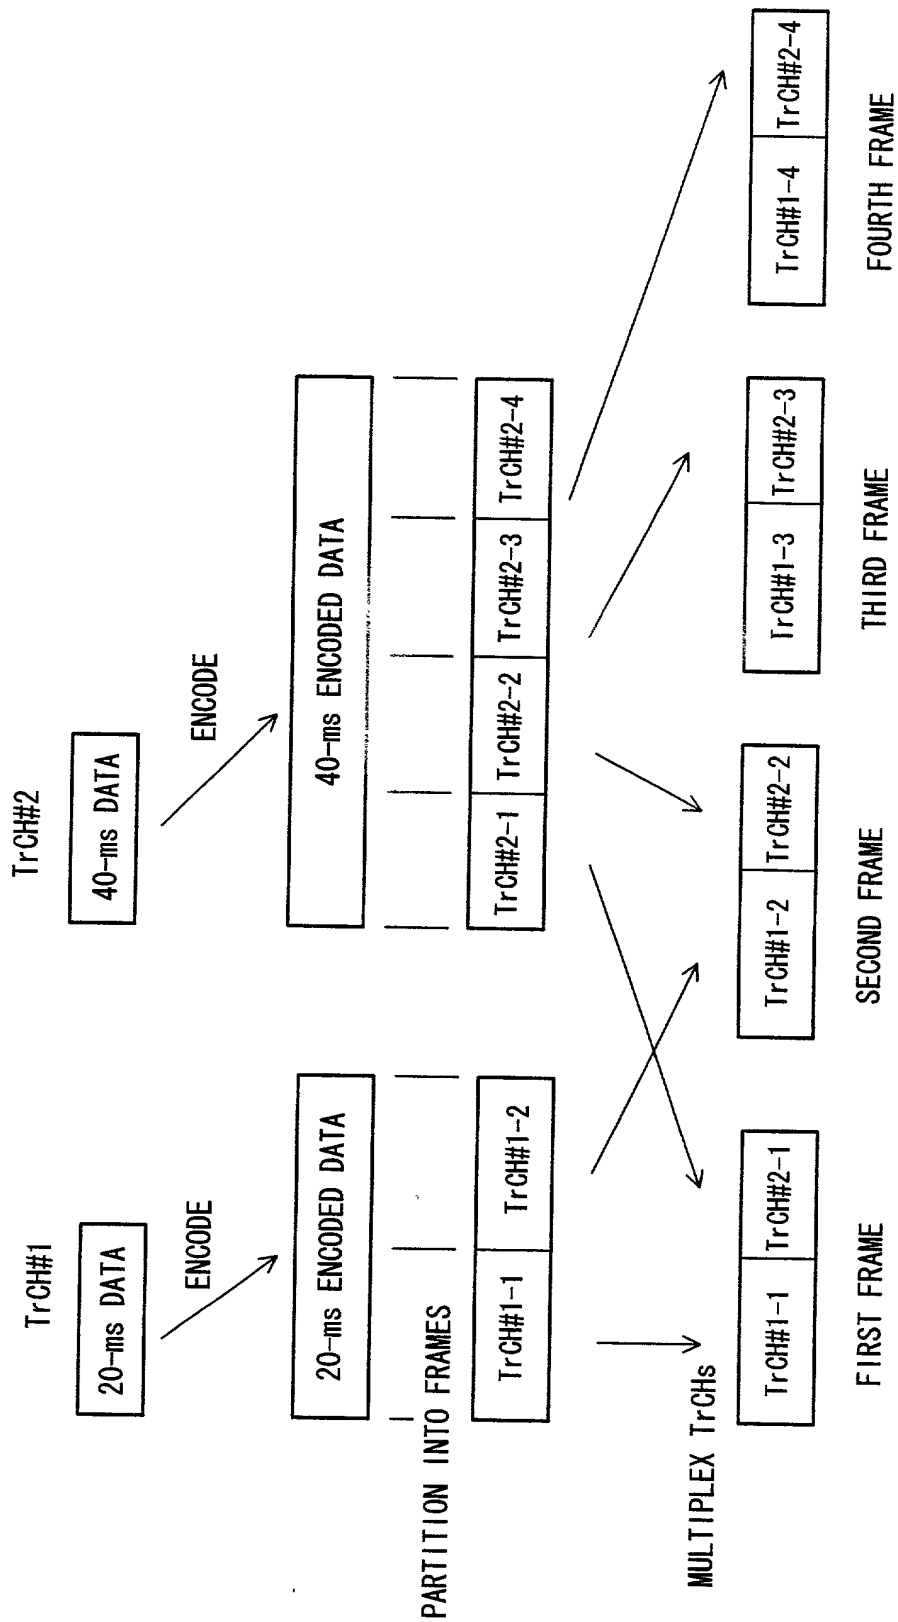 TrCH#1
TrCH#2
20-ms DATA
40-ms DATA
ENCODE
ENCODE
20-ms ENCODED DATA
40-ms ENCODED DATA
PARTITION INTO FRAMES
TrCH#1-1
TrCH#1-2
TrCH#2-1
TrCH#2-2
TrCH#2-3
TrCH#2-4
MULTIPLEX TrCHs
TrCH#1-1
TrCH#2-1
TrCH#1-2
TrCH#2-2
TrCH#1-3
TrCH#2-3
TrCH#1-4
TrCH#2-4
FIRST FRAME
SECOND FRAME
THIRD FRAME
FOURTH FRAME